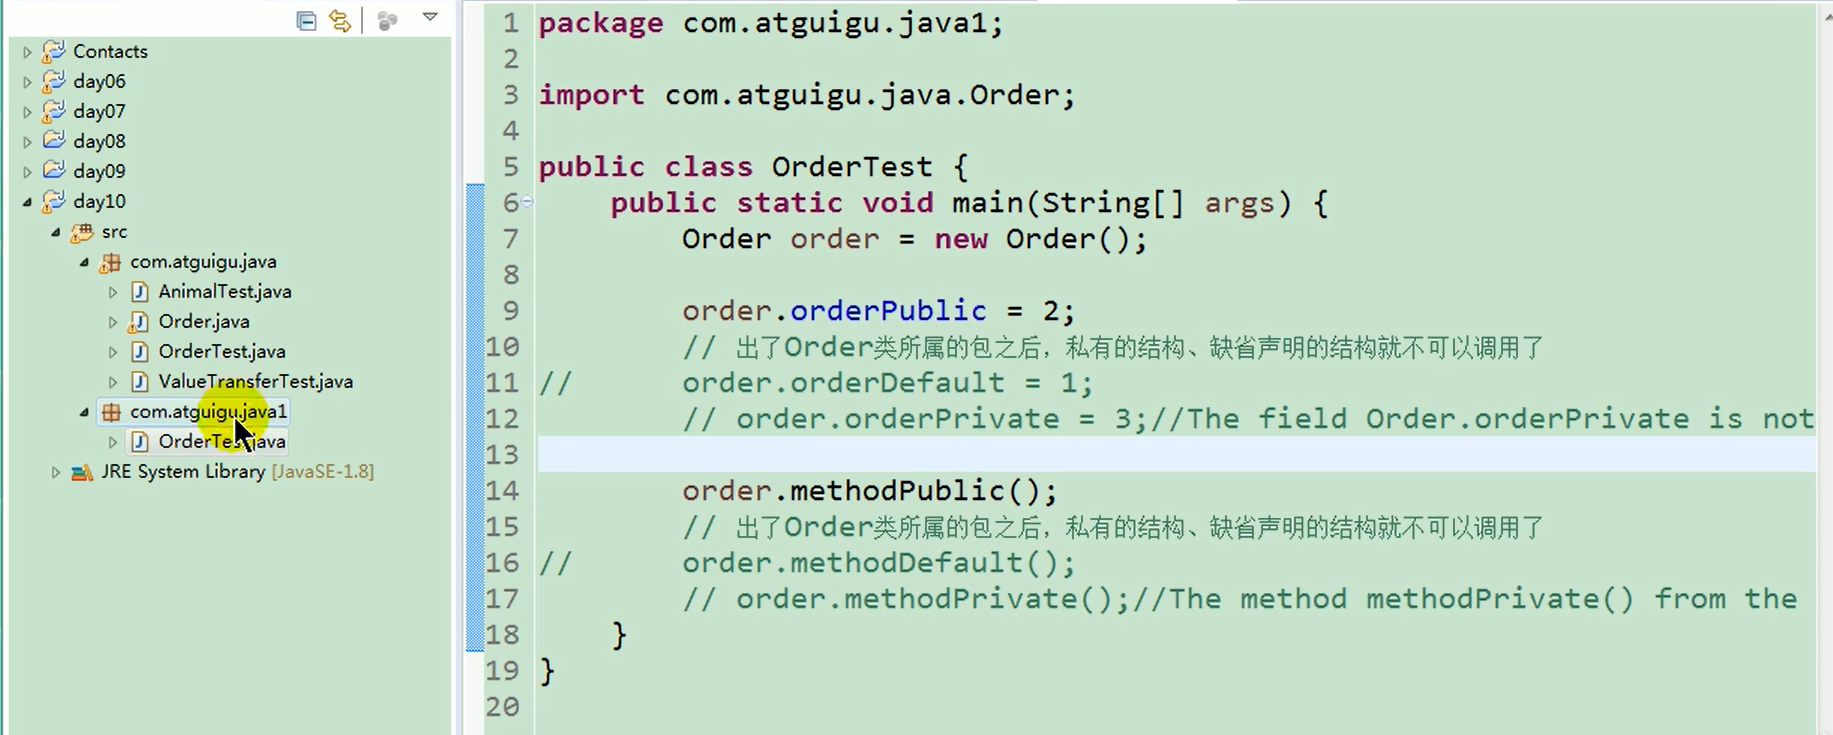 Contacts
day06
day07
day08
day09
day10
src
com.atguigu.java
AnimalTest.java
Order.java
OrderTest.java
ValueTransferTest.java
com.atguigu.java1
OrderTest.java
JRE System Library [JavaSE-1.8]
1 package com.atguigu.java1;
2
3 import com.atguigu.java.Order;
4
5 public class OrderTest {
6 public static void main(String[] args) {
7 Order order = new Order();
8
9 order.orderPublic = 2;
10 // 出了Order类所属的包之后，私有的结构、缺省声明的结构就不可以调用了
11 // order.orderDefault = 1;
12 // order.orderPrivate = 3;//The field Order.orderPrivate is not
13
14 order.methodPublic();
15 // 出了Order类所属的包之后，私有的结构、缺省声明的结构就不可以调用了
16 // order.methodDefault();
17 // order.methodPrivate();//The method methodPrivate() from the
18 }
19 }
20